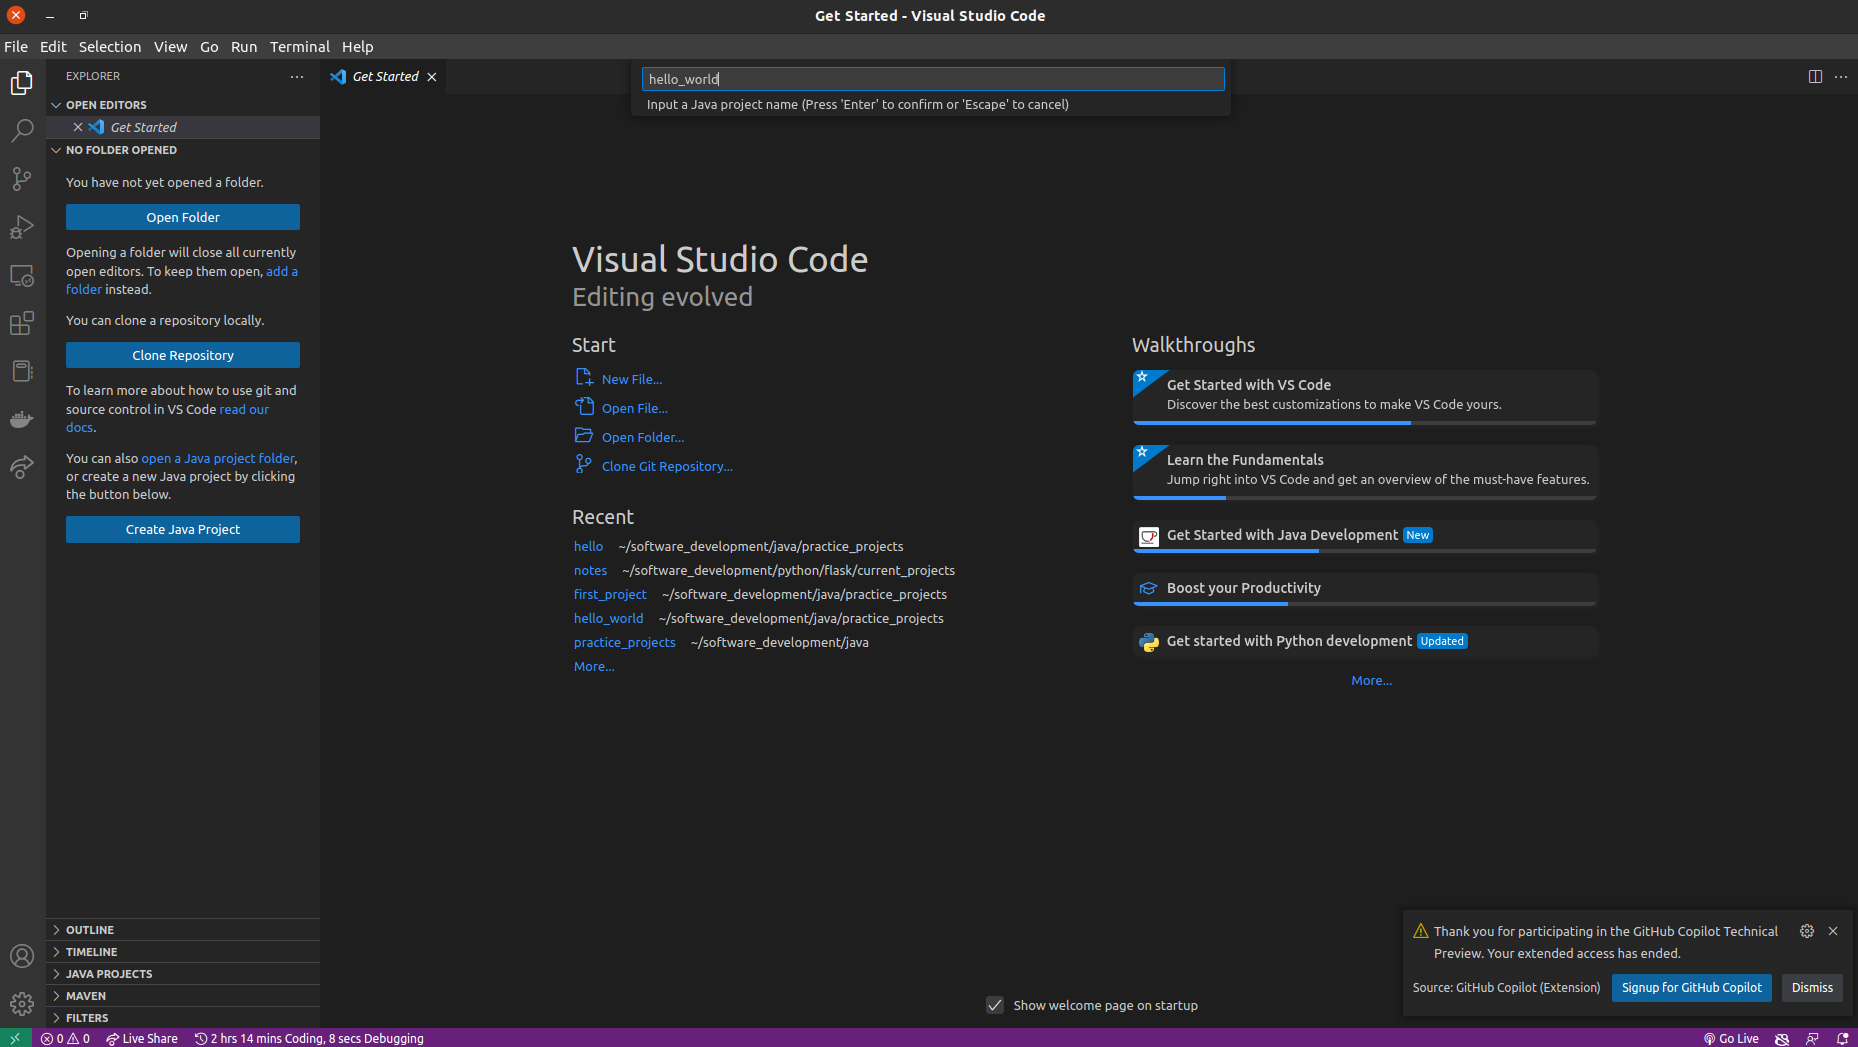 Get Started - Visual Studio Code
File Edit Selection View Go Run Terminal Help
EXPLORER
Get Started
hello_world
Input a Java project name (Press 'Enter' to confirm or 'Escape' to cancel)
OPEN EDITORS
Get Started
NO FOLDER OPENED
You have not yet opened a folder.
Open Folder
Opening a folder will close all currently
open editors. To keep them open, add a
folder instead.
You can clone a repository locally.
Clone Repository
To learn more about how to use git and
source control in VS Code read our
docs.
You can also open a Java project folder,
or create a new Java project by clicking
the button below.
Create Java Project
OUTLINE
TIMELINE
JAVA PROJECTS
MAVEN
FILTERS
Visual Studio Code
Editing evolved
Start
New File...
Open File...
Open Folder...
Clone Git Repository...
Recent
hello ~/software_development/java/practice_projects
notes ~/software_development/python/flask/current_projects
first_project ~/software_development/java/practice_projects
hello_world ~/software_development/java/practice_projects
practice_projects ~/software_development/java
More...
Walkthroughs
Get Started with VS Code
Discover the best customizations to make VS Code yours.
Learn the Fundamentals
Jump right into VS Code and get an overview of the must-have features.
Get Started with Java Development New
Boost your Productivity
Get started with Python development Updated
More...
Show welcome page on startup
Thank you for participating in the GitHub Copilot Technical
Preview. Your extended access has ended.
Source: GitHub Copilot (Extension) Signup for GitHub Copilot Dismiss
0 0 Live Share 2 hrs 14 mins Coding, 8 secs Debugging Go Live